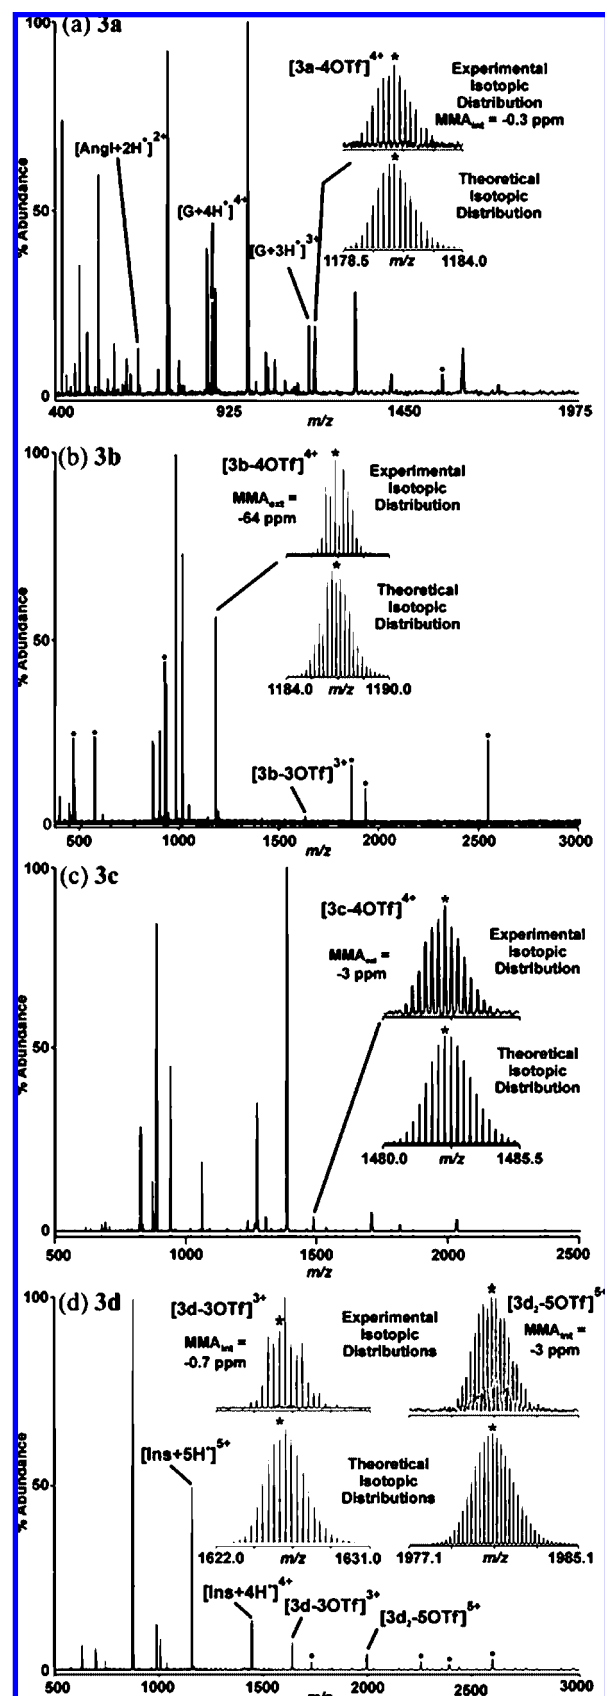 (a) 3a
100
50
0
% Abundance
[AngI+2H⁺]²⁺
[G+4H⁺]⁴⁺
[G+3H⁺]³⁺
[3a-4OTf]⁴⁺
*
Experimental
Isotopic
Distribution
MMAint = -0.3 ppm
*
Theoretical
Isotopic
Distribution
1178.5 m/z 1184.0
400 925 1450 1975
m/z
(b) 3b
100
50
0
% Abundance
[3b-4OTf]⁴⁺
MMAext =
-64 ppm
*
Experimental
Isotopic
Distribution
*
Theoretical
Isotopic
Distribution
1184.0 m/z 1190.0
[3b-3OTf]³⁺
500 1000 1500 2000 2500 3000
m/z
(c) 3c
100
50
0
% Abundance
[3c-4OTf]⁴⁺
MMAext =
-3 ppm
*
Experimental
Isotopic
Distribution
*
Theoretical
Isotopic
Distribution
1480.0 m/z 1485.5
500 1000 1500 2000 2500
m/z
(d) 3d
100
50
0
% Abundance
[3d-3OTf]³⁺
MMAint =
-0.7 ppm
*
Experimental
Isotopic
Distributions
*
[3d₂-5OTf]⁵⁺
MMAint =
-3 ppm
*
Theoretical
Isotopic
Distributions
*
1622.0 m/z 1631.0
1977.1 m/z 1985.1
[Ins+5H⁺]⁵⁺
[Ins+4H⁺]⁴⁺
[3d-3OTf]³⁺
[3d₂-5OTf]⁵⁺
500 1000 1500 2000 2500 3000
m/z